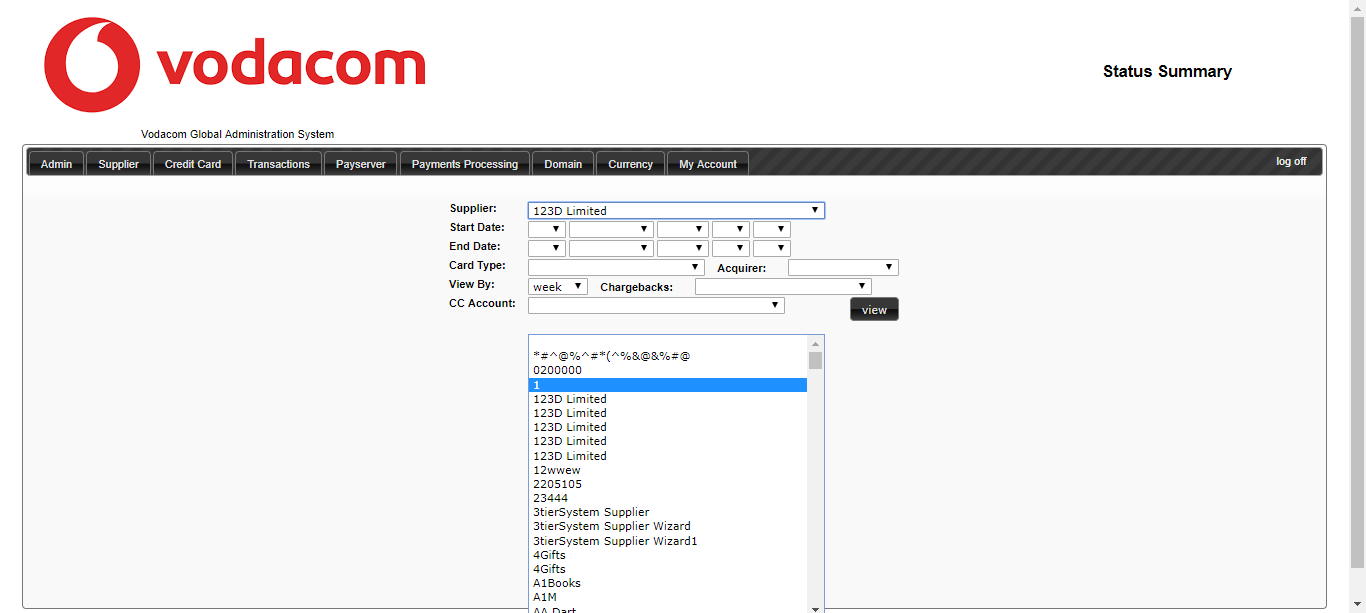 vodacom
Status Summary
Vodacom Global Administration System
Admin Supplier Credit Card Transactions Payserver Payments Processing Domain Currency My Account log off
Supplier: 123D Limited
Start Date:
End Date:
Card Type: Acquirer:
View By: week Chargebacks:
CC Account: view
*#^@%^#*(^%&@&%#@
0200000
1
123D Limited
123D Limited
123D Limited
123D Limited
123D Limited
12wwew
2205105
23444
3tierSystem Supplier
3tierSystem Supplier Wizard
3tierSystem Supplier Wizard1
4Gifts
4Gifts
A1Books
A1M
AA Dart